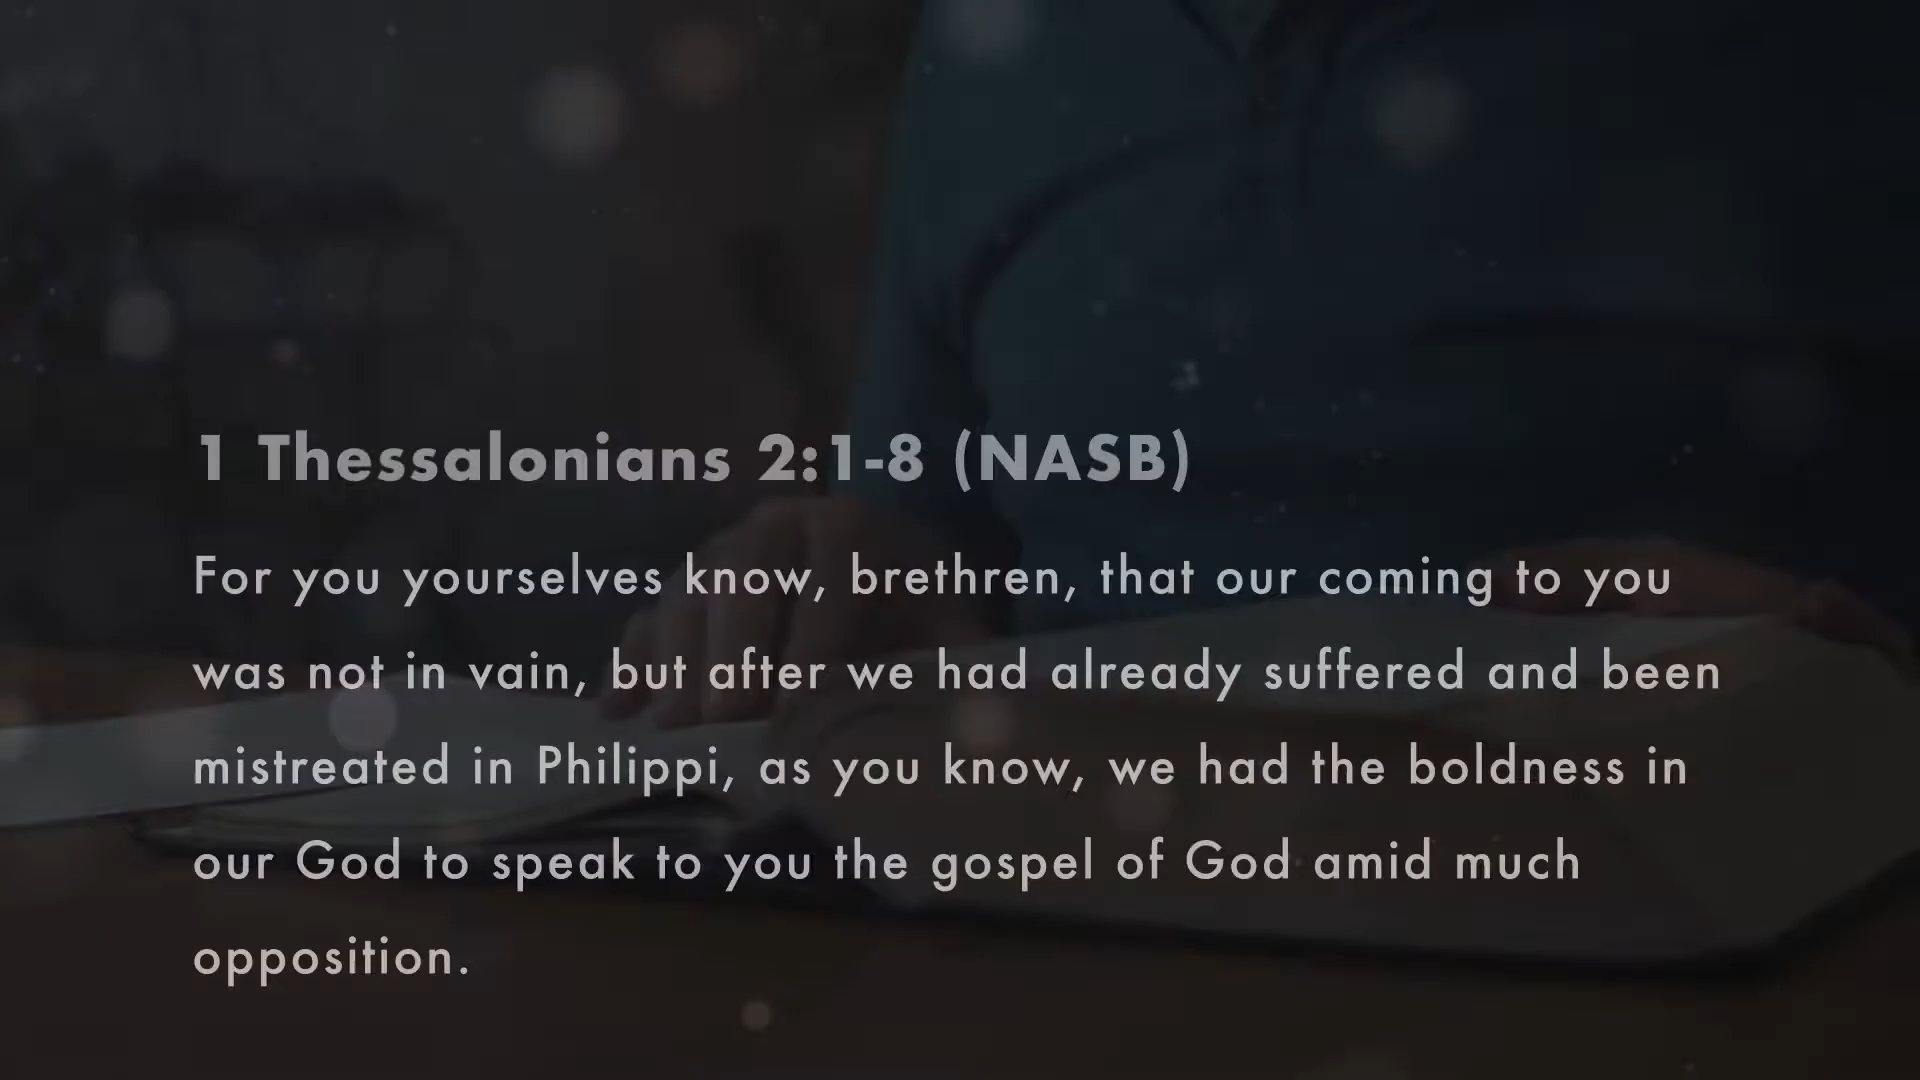 1 Thessalonians 2:1-8 (NASB)
For you yourselves know, brethren, that our coming to you
was not in vain, but after we had already suffered and been
mistreated in Philippi, as you know, we had the boldness in
our God to speak to you the gospel of God amid much
opposition.